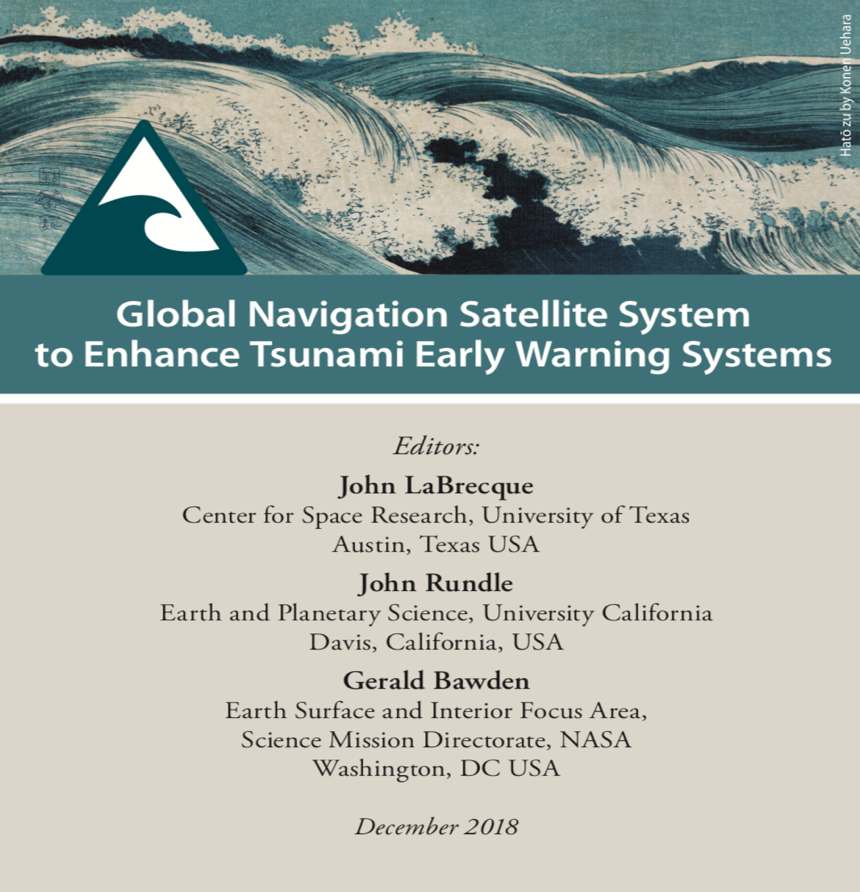 Hatō zu by Konen Uehara
Global Navigation Satellite System
to Enhance Tsunami Early Warning Systems
Editors:
John LaBrecque
Center for Space Research, University of Texas
Austin, Texas USA
John Rundle
Earth and Planetary Science, University California
Davis, California, USA
Gerald Bawden
Earth Surface and Interior Focus Area,
Science Mission Directorate, NASA
Washington, DC USA
December 2018